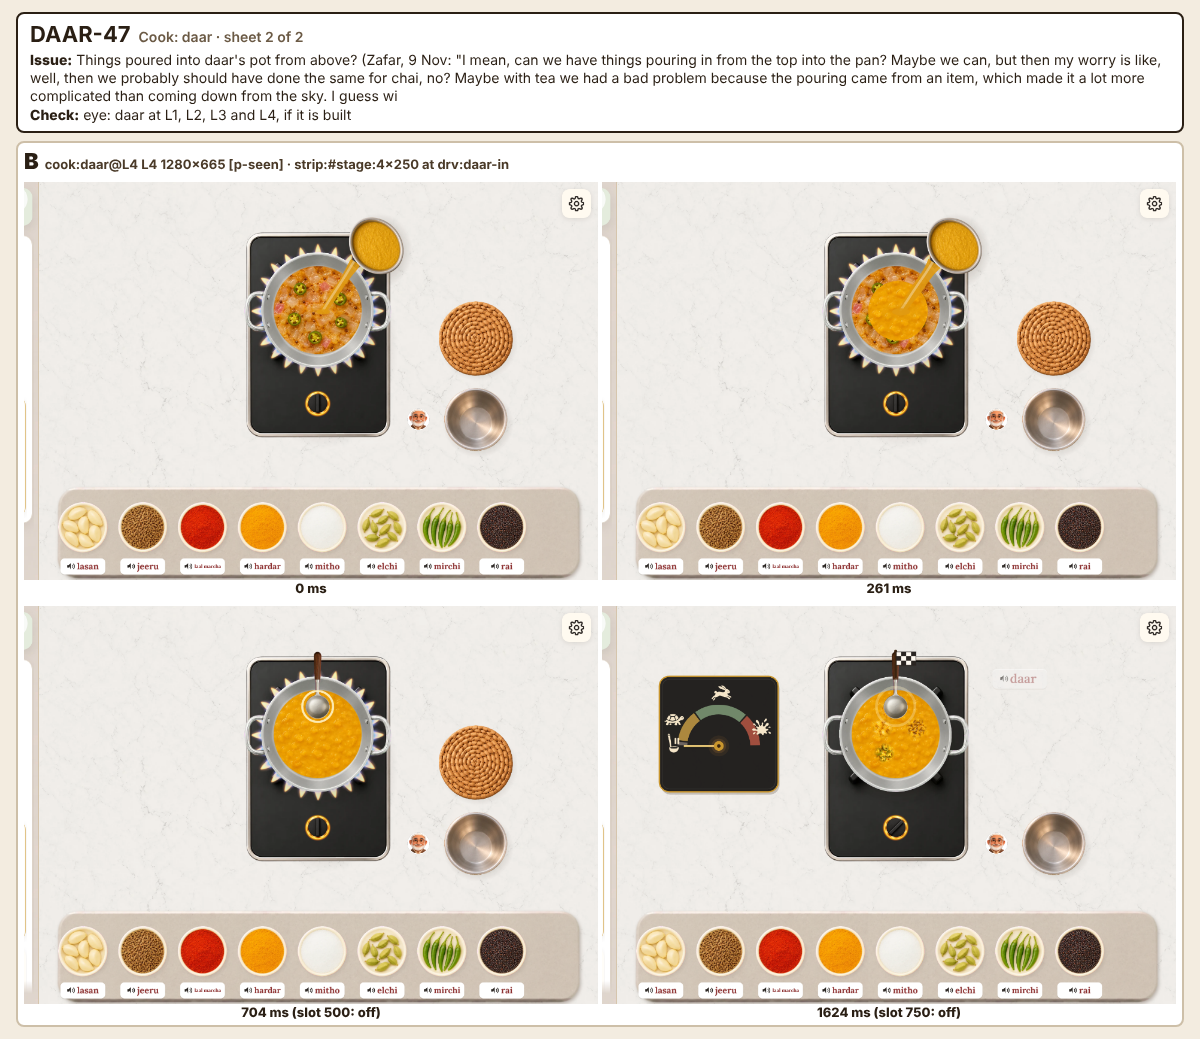 DAAR-47 Cook: daar · sheet 2 of 2
Issue: Things poured into daar's pot from above? (Zafar, 9 Nov: "I mean, can we have things pouring in from the top into the pan? Maybe we can, but then my worry is like,
well, then we probably should have done the same for chai, no? Maybe with tea we had a bad problem because the pouring came from an item, which made it a lot more
complicated than coming down from the sky. I guess wi
Check: eye: daar at L1, L2, L3 and L4, if it is built
B cook:daar@L4 L4 1280×665 [p-seen] · strip:#stage:4×250 at drv:daar-in
lasan jeeru laal marcha hardar mitho elchi mirchi rai
lasan jeeru laal marcha hardar mitho elchi mirchi rai
0 ms
261 ms
daar
lasan jeeru laal marcha hardar mitho elchi mirchi rai
lasan jeeru laal marcha hardar mitho elchi mirchi rai
704 ms (slot 500: off)
1624 ms (slot 750: off)